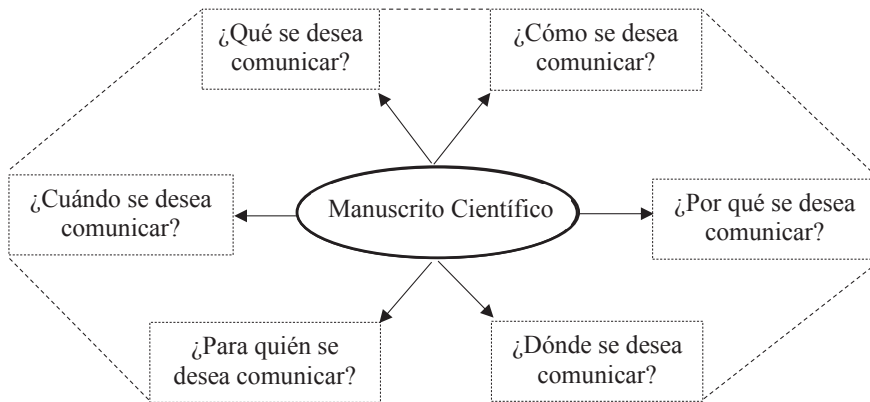 ¿Qué se desea
comunicar?
¿Cómo se desea
comunicar?
¿Cuándo se desea
comunicar?
Manuscrito Científico
¿Por qué se desea
comunicar?
¿Para quién se
desea comunicar?
¿Dónde se desea
comunicar?